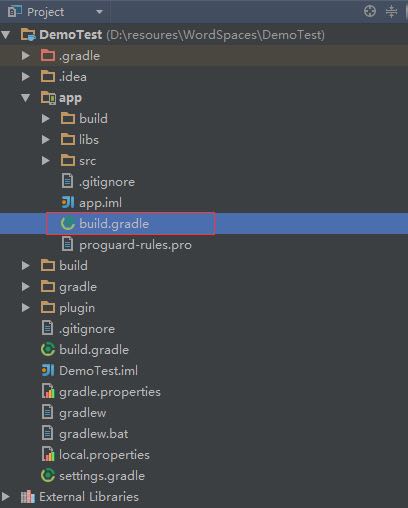 Project
DemoTest (D:\resoures\WordSpaces\DemoTest)
.gradle
.idea
app
build
libs
src
.gitignore
app.iml
build.gradle
proguard-rules.pro
build
gradle
plugin
.gitignore
build.gradle
DemoTest.iml
gradle.properties
gradlew
gradlew.bat
local.properties
settings.gradle
External Libraries